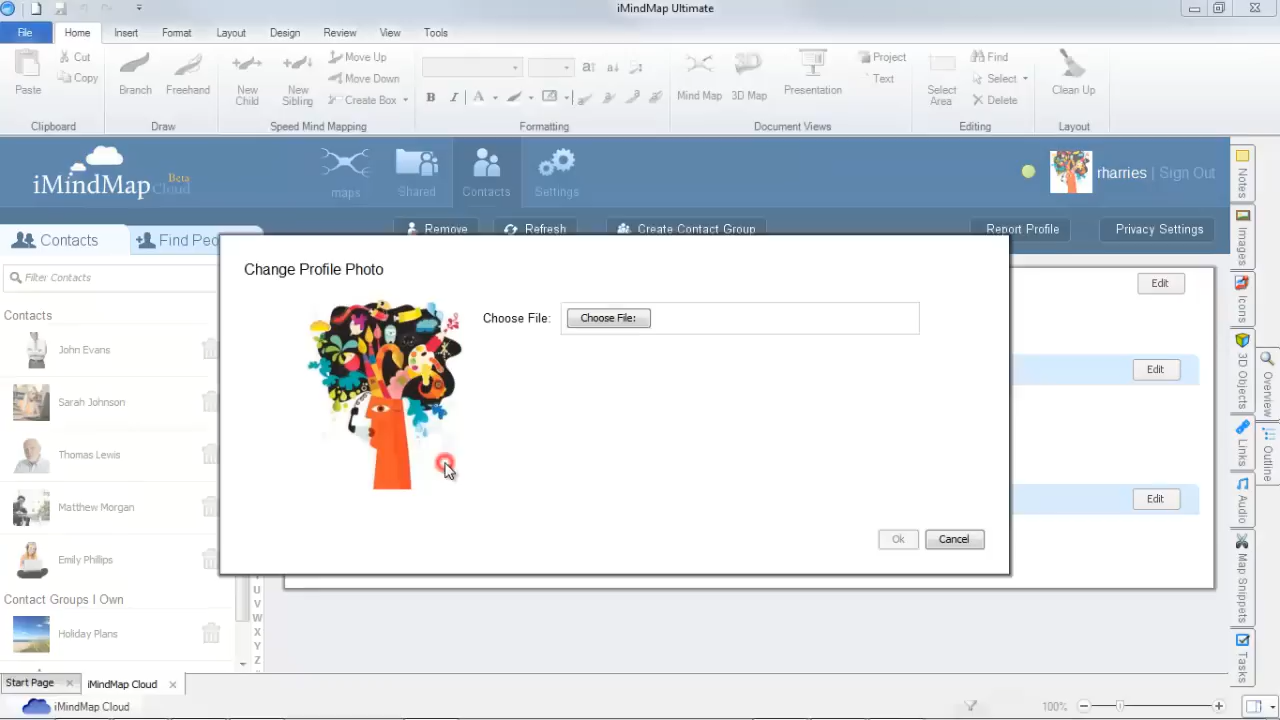 iMindMap Ultimate
File Home Insert Format Layout Design Review View Tools
Paste Cut Copy Branch Freehand New Child New Sibling Move Up Move Down Create Box B I A Mind Map 3D Map Presentation Project Text Select Area Find Select Delete Clean Up
Clipboard Draw Speed Mind Mapping Formatting Document Views Editing Layout
iMindMap Cloud Beta maps Shared Contacts Settings rharries | Sign Out
Contacts Find Peo Remove Refresh Create Contact Group Report Profile Privacy Settings
Filter Contacts
Contacts
John Evans
Sarah Johnson
Thomas Lewis
Matthew Morgan
Emily Phillips
Contact Groups I Own
Holiday Plans
U
V
W
X
Y
Z
Change Profile Photo
Choose File: Choose File:
Ok Cancel
Edit
Edit
Edit
Notes
Images
Icons
3D Objects
Links
Audio
Map Snippets
Tasks
Overview
Outline
Start Page iMindMap Cloud
iMindMap Cloud 100%